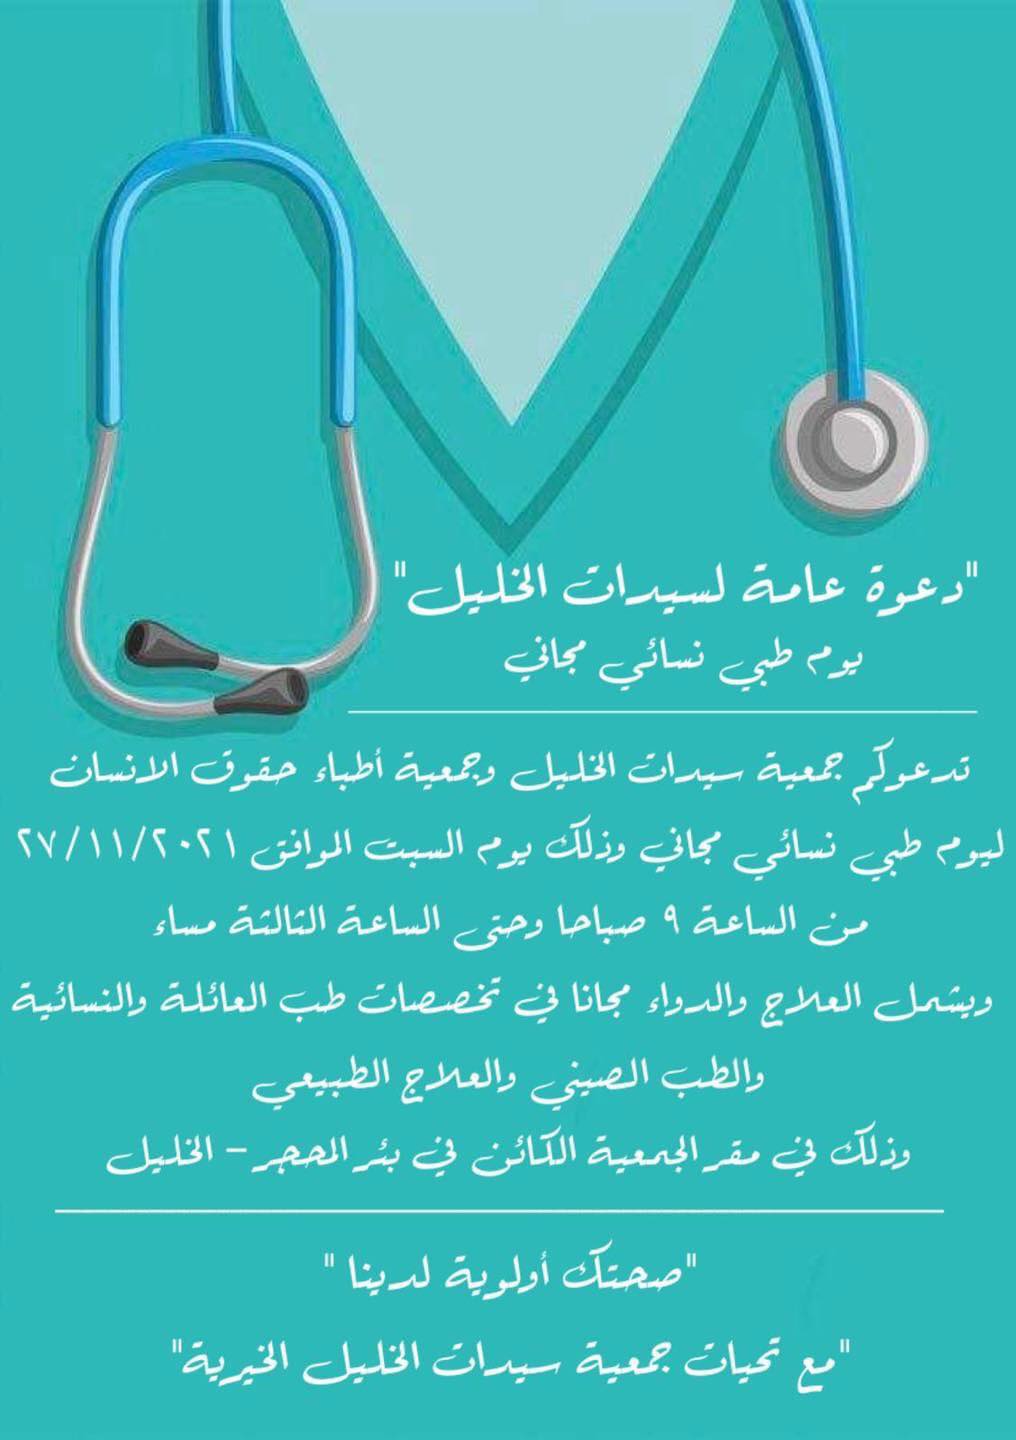 "دعوة عامة لسيدات الخليل"
يوم طبي نسائي مجاني
تدعوكم جمعية سيدات الخليل وجمعية أطباء حقوق الانسان
ليوم طبي نسائي مجاني وذلك يوم السبت الموافق ٢٧/١١/٢٠٢١
من الساعة ٩ صباحا وحتى الساعة الثالثة مساء
ويشمل العلاج والدواء مجانا في تخصصات طب العائلة والنسائية
والطب الصيني والعلاج الطبيعي
وذلك في مقر الجمعية الكائن في بئر المحجر – الخليل
"صحتك أولوية لدينا "
"مع تحيات جمعية سيدات الخليل الخيرية"